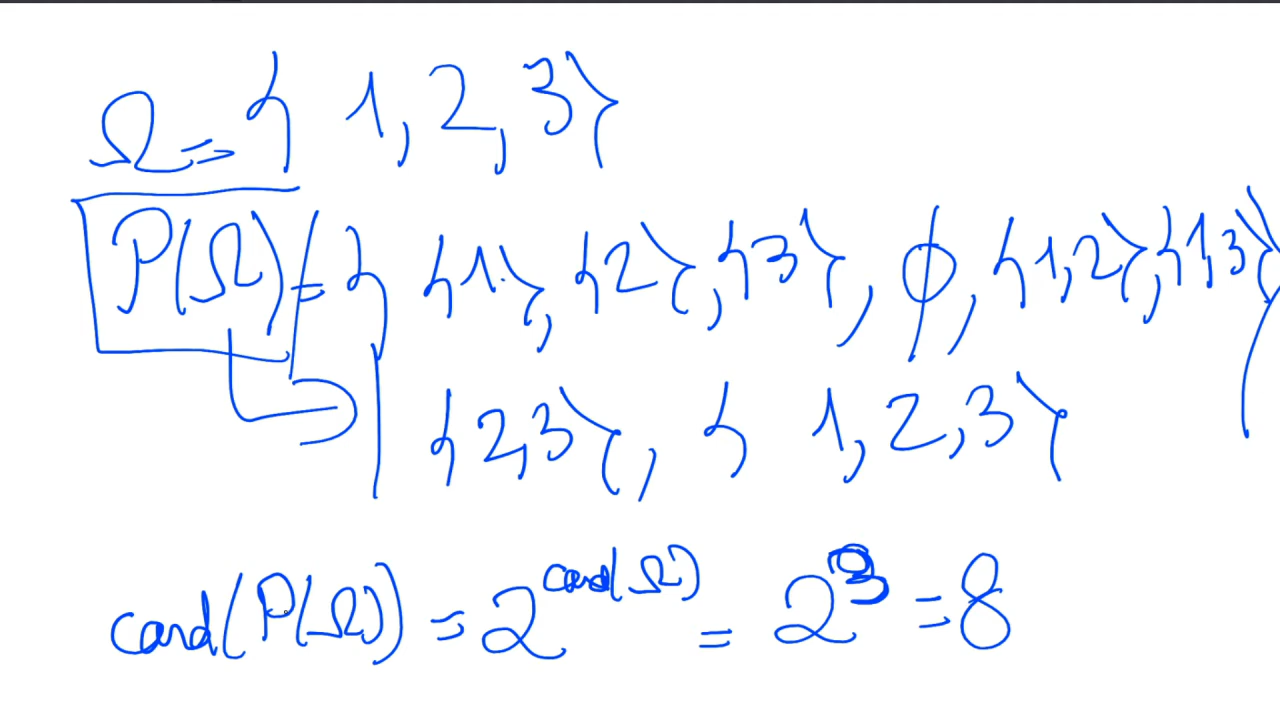 Ω = { 1, 2, 3}
P(Ω) = { {1}, {2}, {3}, ϕ, {1,2}, {1,3}
{2,3}, { 1, 2, 3} }
card(P(Ω)) = 2^card(Ω) = 2^3 = 8